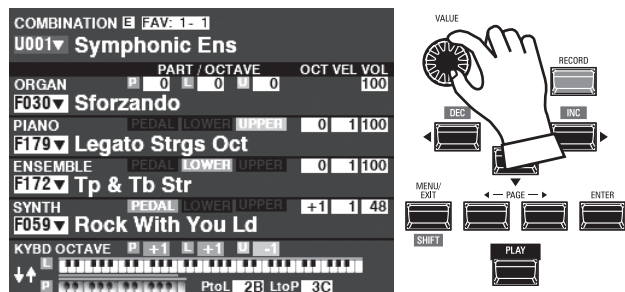 COMBINATION E FAV: 1- 1
U001▼ Symphonic Ens
PART / OCTAVE OCT VEL VOL
ORGAN P 0 L 0 U 0 100
F030▼ Sforzando
PIANO PEDAL LOWER UPPER 0 1 100
F179▼ Legato Strgs Oct
ENSEMBLE PEDAL LOWER UPPER 0 1 100
F172▼ Tp & Tb Str
SYNTH PEDAL LOWER UPPER +1 1 48
F059▼ Rock With You Ld
KYBD OCTAVE P +1 L +1 U -1
L
P PtoL 2B LtoP 3C
VALUE
RECORD
DEC INC
MENU/
EXIT
PAGE
ENTER
SHIFT
PLAY